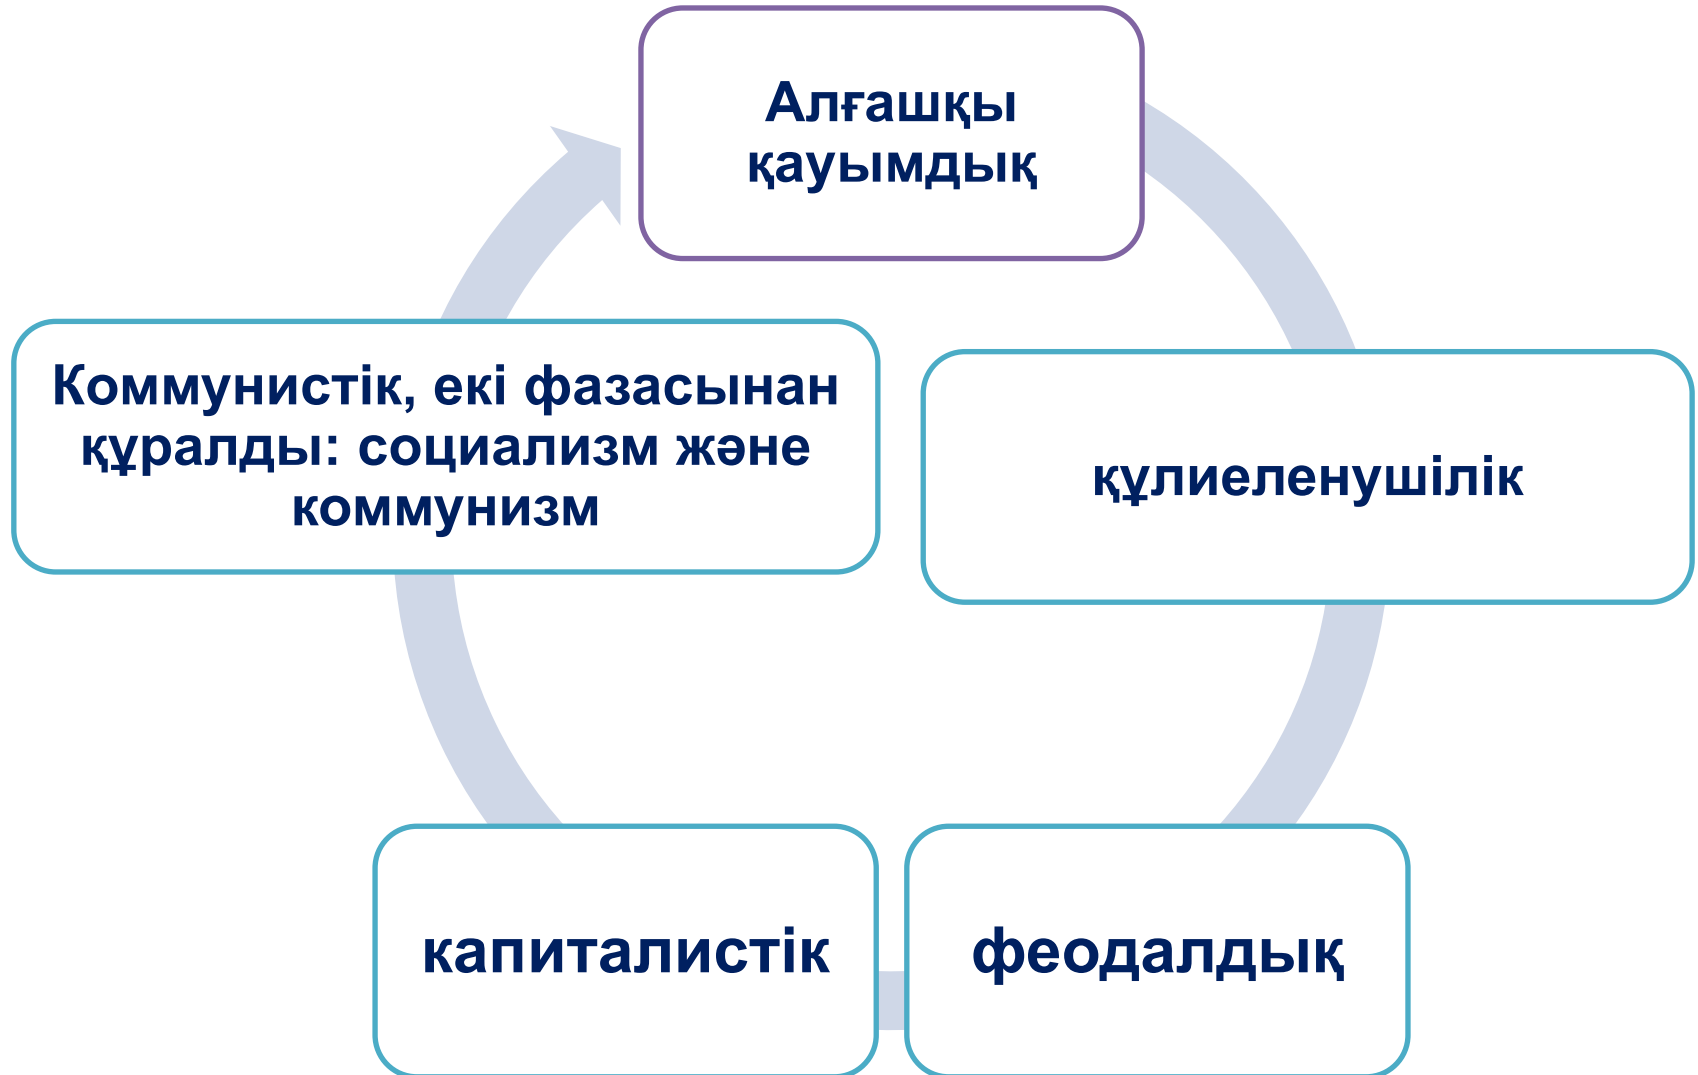 Алғашқы
қауымдық
құлиеленушілік
феодалдық
капиталистік
Коммунистік, екі фазасынан
құралды: социализм және
коммунизм